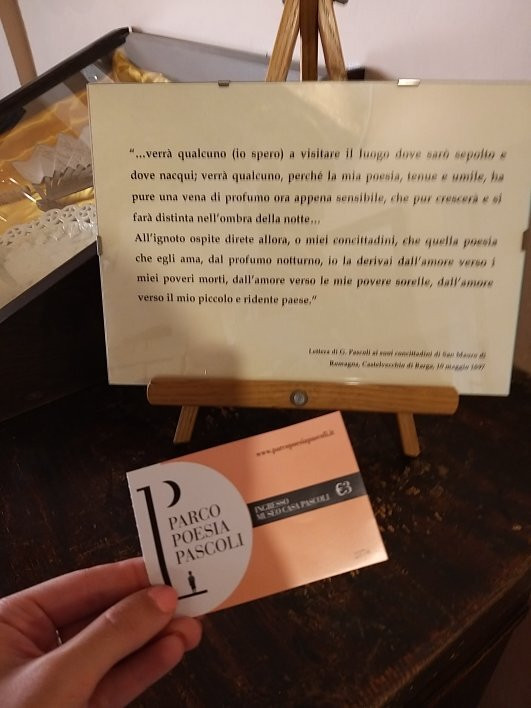 “...verrà qualcuno (io spero) a visitare il luogo dove sarò sepolto e
dove nacqui; verrà qualcuno, perché la mia poesia, tenue e umile, ha
pure una vena di profumo ora appena sensibile, che pur crescerà e si
farà distinta nell'ombra della notte...
All'ignoto ospite direte allora, o miei concittadini, che quella poesia
che egli ama, dal profumo notturno, io la derivai dall'amore verso i
miei poveri morti, dall'amore verso le mie povere sorelle, dall'amore
verso il mio piccolo e ridente paese.”
Lettera di G. Pascoli ai suoi concittadini di San Mauro di
Romagna, Castelvecchio di Barga, 10 maggio 1897
www.parcopoesiapascoli.it
P
PARCO
POESIA
PASCOLI
INGRESSO
MUSEO CASA PASCOLI
€3